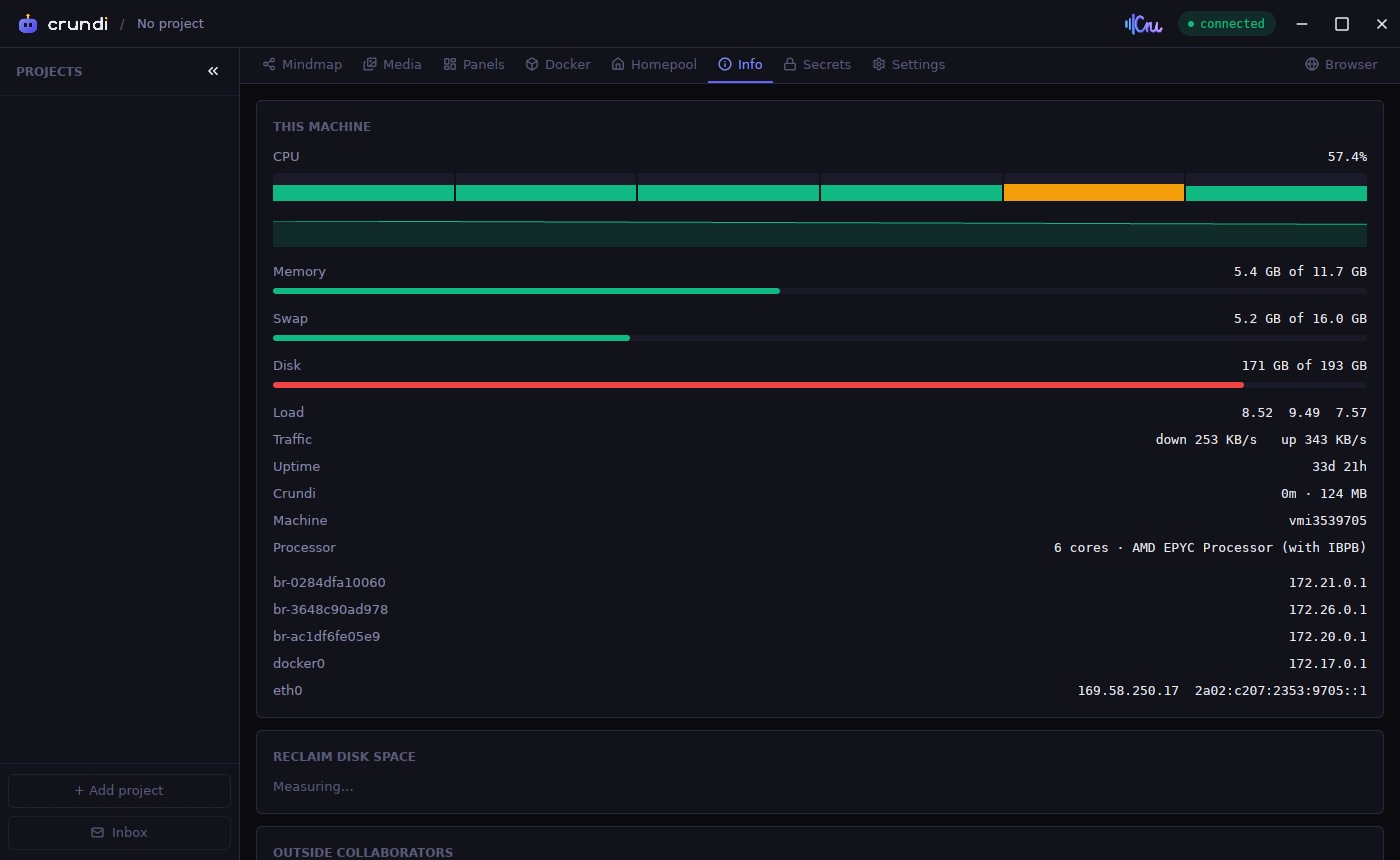 crundi / No project
Cru
connected
PROJECTS
Mindmap Media Panels Docker Homepool Info Secrets Settings Browser
THIS MACHINE
CPU 57.4%
Memory 5.4 GB of 11.7 GB
Swap 5.2 GB of 16.0 GB
Disk 171 GB of 193 GB
Load 8.52 9.49 7.57
Traffic down 253 KB/s up 343 KB/s
Uptime 33d 21h
Crundi 0m · 124 MB
Machine vmi3539705
Processor 6 cores · AMD EPYC Processor (with IBPB)
br-0284dfa10060 172.21.0.1
br-3648c90ad978 172.26.0.1
br-ac1df6fe05e9 172.20.0.1
docker0 172.17.0.1
eth0 169.58.250.17 2a02:c207:2353:9705::1
RECLAIM DISK SPACE
Measuring…
+ Add project
Inbox
OUTSIDE COLLABORATORS